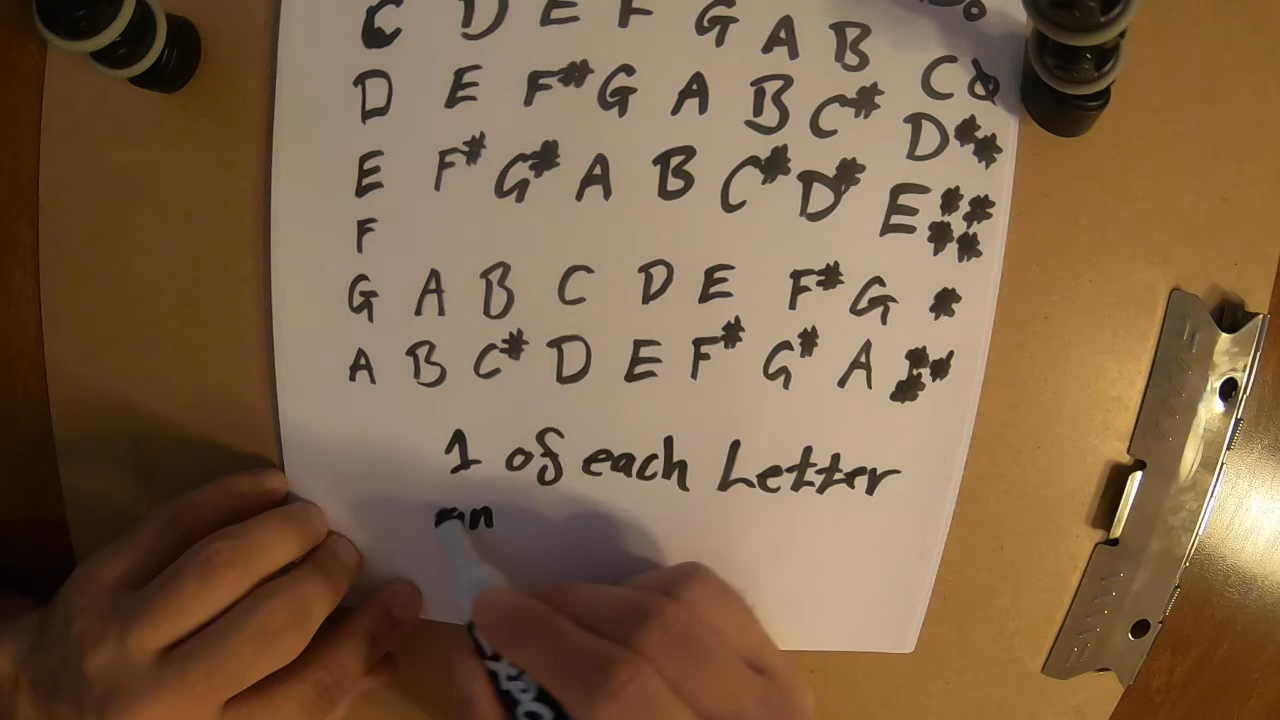 C D E F G A B C
D E F# G A B C# D##
E F# G# A B C# D# E####
F
G A B C D E F# G #
A B C# D E F# G# A ###
1 of each Letter